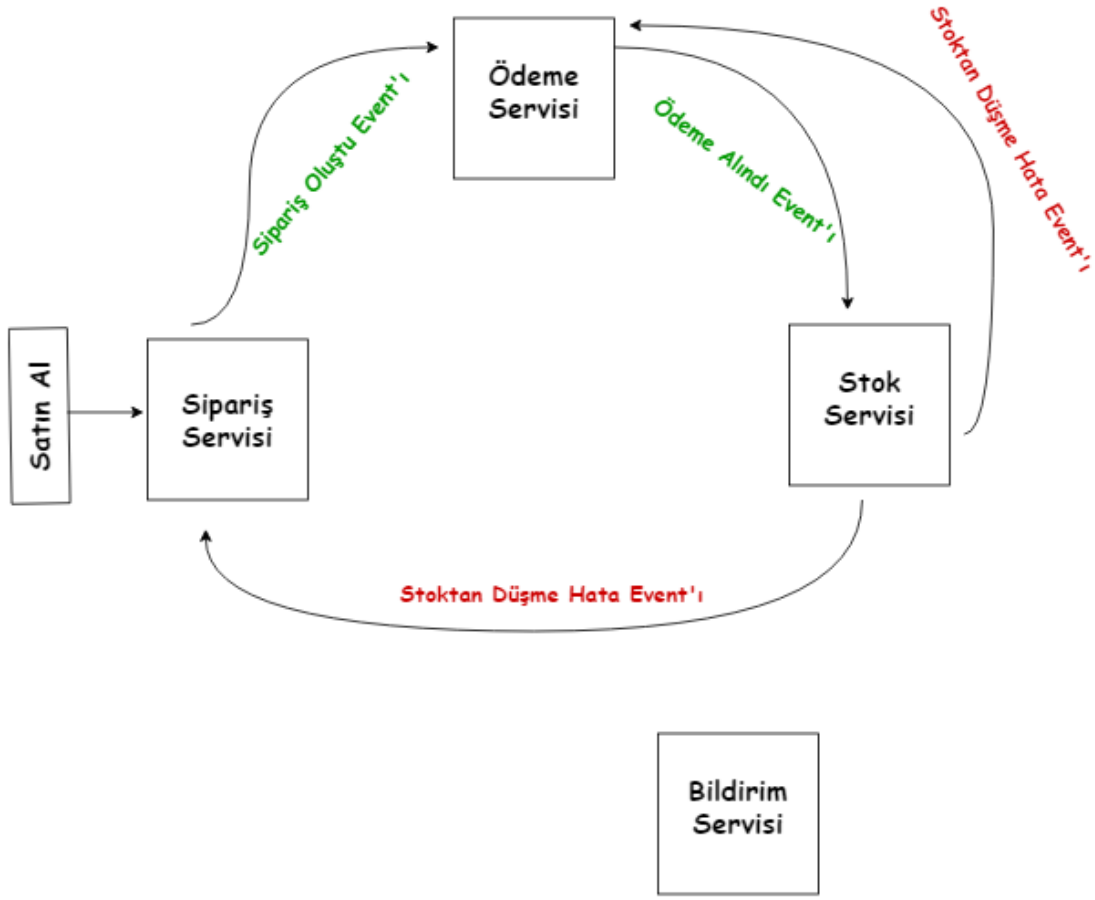 Ödeme
Servisi
Stoktan Düşme Hata Event'ı
Sipariş Oluştu Event'ı
Ödeme Alındı Event'ı
Satın Al
Sipariş
Servisi
Stok
Servisi
Stoktan Düşme Hata Event'ı
Bildirim
Servisi